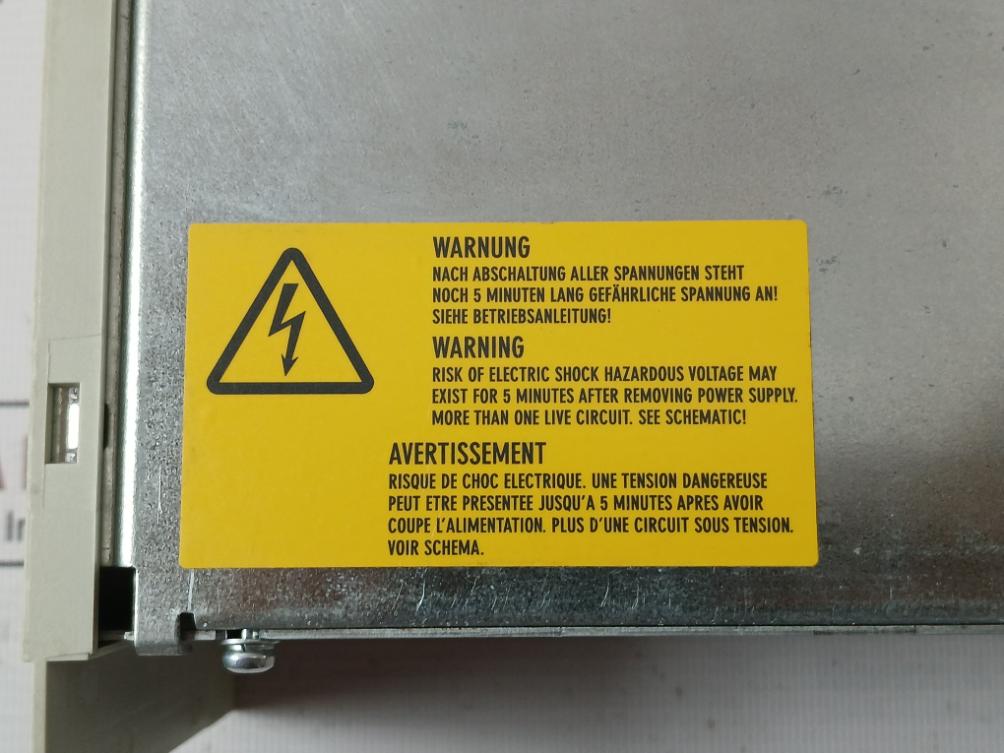 WARNUNG
NACH ABSCHALTUNG ALLER SPANNUNGEN STEHT
NOCH 5 MINUTEN LANG GEFÄHRLICHE SPANNUNG AN!
SIEHE BETRIEBSANLEITUNG!
WARNING
RISK OF ELECTRIC SHOCK HAZARDOUS VOLTAGE MAY
EXIST FOR 5 MINUTES AFTER REMOVING POWER SUPPLY.
MORE THAN ONE LIVE CIRCUIT. SEE SCHEMATIC!
AVERTISSEMENT
RISQUE DE CHOC ELECTRIQUE. UNE TENSION DANGEREUSE
PEUT ETRE PRESENTEE JUSQU'A 5 MINUTES APRES AVOIR
COUPE L'ALIMENTATION. PLUS D'UNE CIRCUIT SOUS TENSION.
VOIR SCHEMA.